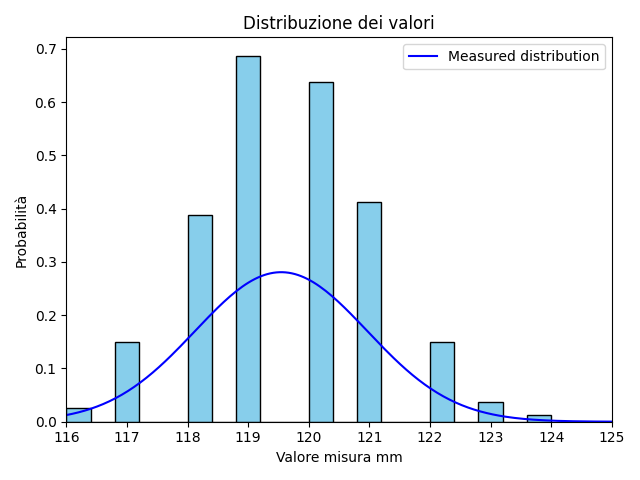 Distribuzione dei valori
Measured distribution
Probabilità
0.7
0.6
0.5
0.4
0.3
0.2
0.1
0.0
116 117 118 119 120 121 122 123 124 125
Valore misura mm